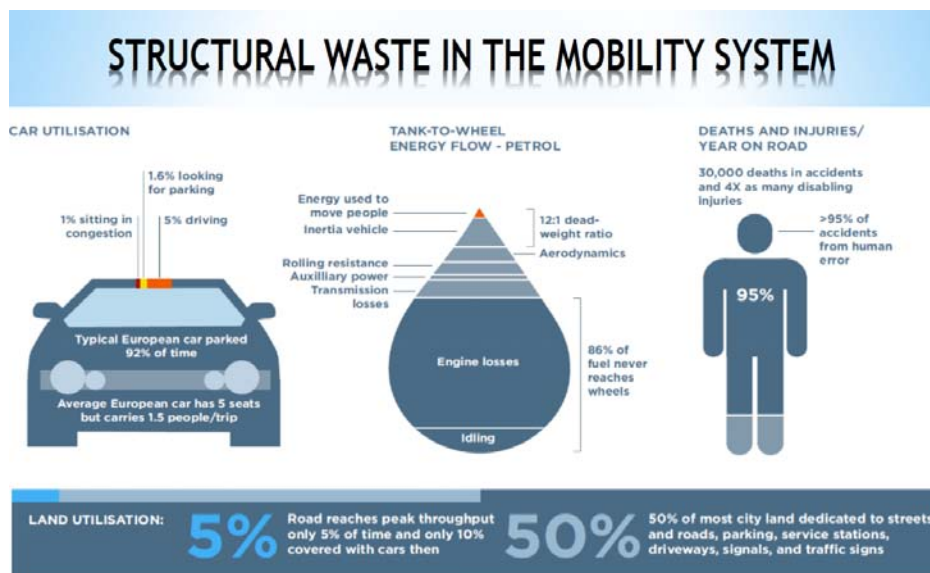 STRUCTURAL WASTE IN THE MOBILITY SYSTEM
CAR UTILISATION
1.6% looking
for parking
1% sitting in
congestion
5% driving
Typical European car parked
92% of time
Average European car has 5 seats
but carries 1.5 people/trip
TANK-TO-WHEEL
ENERGY FLOW - PETROL
Energy used to
move people
Inertia vehicle
12:1 dead-
weight ratio
Aerodynamics
Rolling resistance
Auxilliary power
Transmission
losses
Engine losses
86% of
fuel never
reaches
wheels
Idling
DEATHS AND INJURIES/
YEAR ON ROAD
30,000 deaths in accidents
and 4X as many disabling
injuries
>95% of
accidents
from human
error
95%
LAND UTILISATION:
5%
Road reaches peak throughput
only 5% of time and only 10%
covered with cars then
50%
50% of most city land dedicated to streets
and roads, parking, service stations,
driveways, signals, and traffic signs